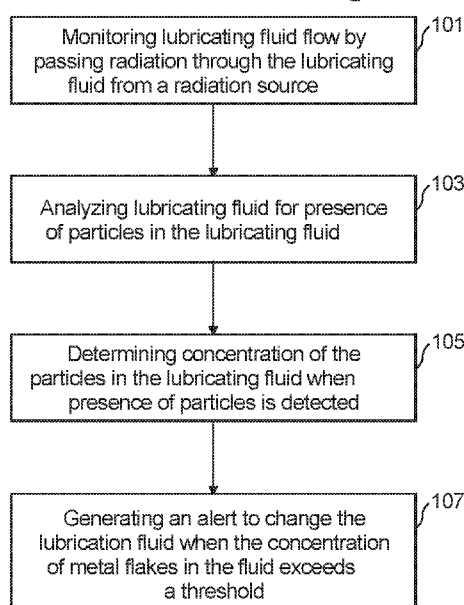 101
Monitoring lubricating fluid flow by
passing radiation through the lubricating
fluid from a radiation source
103
Analyzing lubricating fluid for presence
of particles in the lubricating fluid
105
Determining concentration of the
particles in the lubricating fluid when
presence of particles is detected
107
Generating an alert to change the
lubrication fluid when the concentration
of metal flakes in the fluid exceeds
a threshold